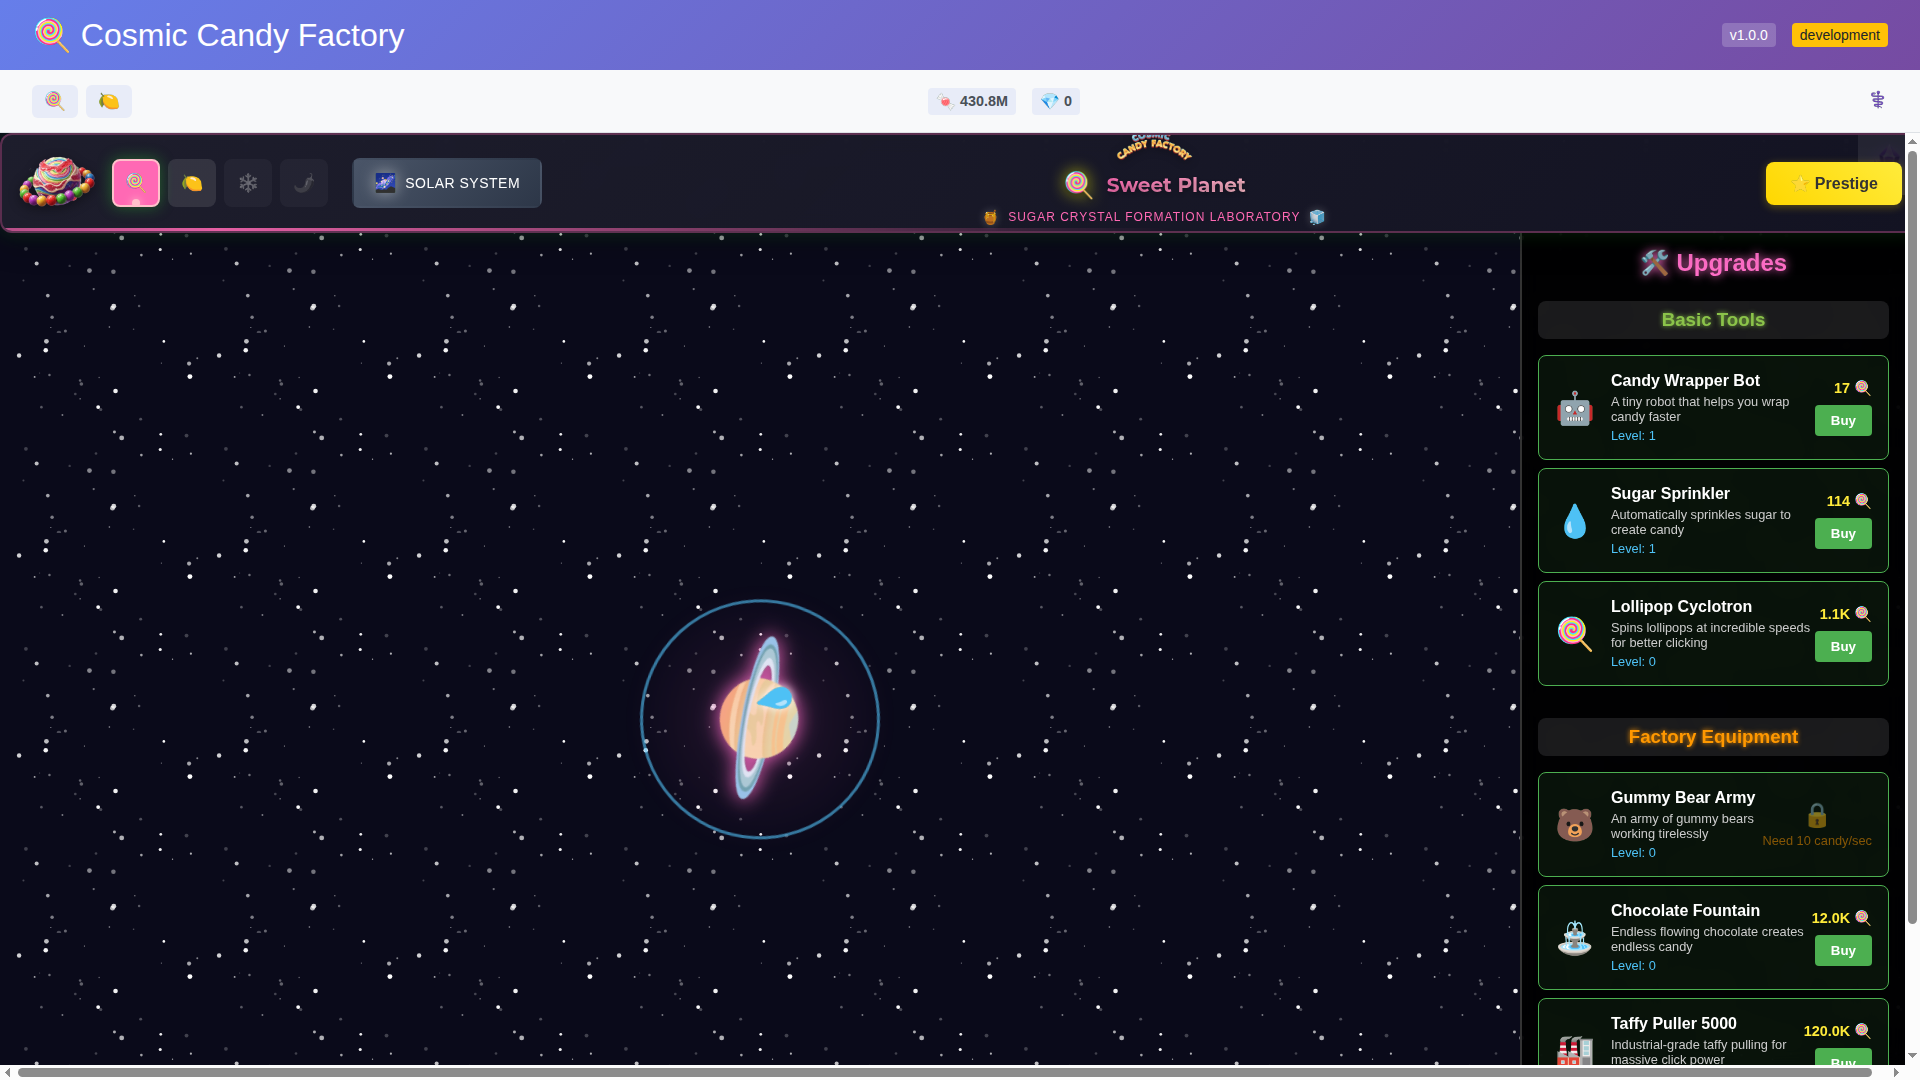 Cosmic Candy Factory
v1.0.0
development
430.8M
0
SOLAR SYSTEM
COSMIC
CANDY FACTORY
Sweet Planet
SUGAR CRYSTAL FORMATION LABORATORY
Prestige
Upgrades
Basic Tools
Candy Wrapper Bot
A tiny robot that helps you wrap
candy faster
Level: 1
17
Buy
Sugar Sprinkler
Automatically sprinkles sugar to
create candy
Level: 1
114
Buy
Lollipop Cyclotron
Spins lollipops at incredible speeds
for better clicking
Level: 0
1.1K
Buy
Factory Equipment
Gummy Bear Army
An army of gummy bears
working tirelessly
Level: 0
Need 10 candy/sec
Chocolate Fountain
Endless flowing chocolate creates
endless candy
Level: 0
12.0K
Buy
Taffy Puller 5000
Industrial-grade taffy pulling for
massive click power
120.0K
Buy